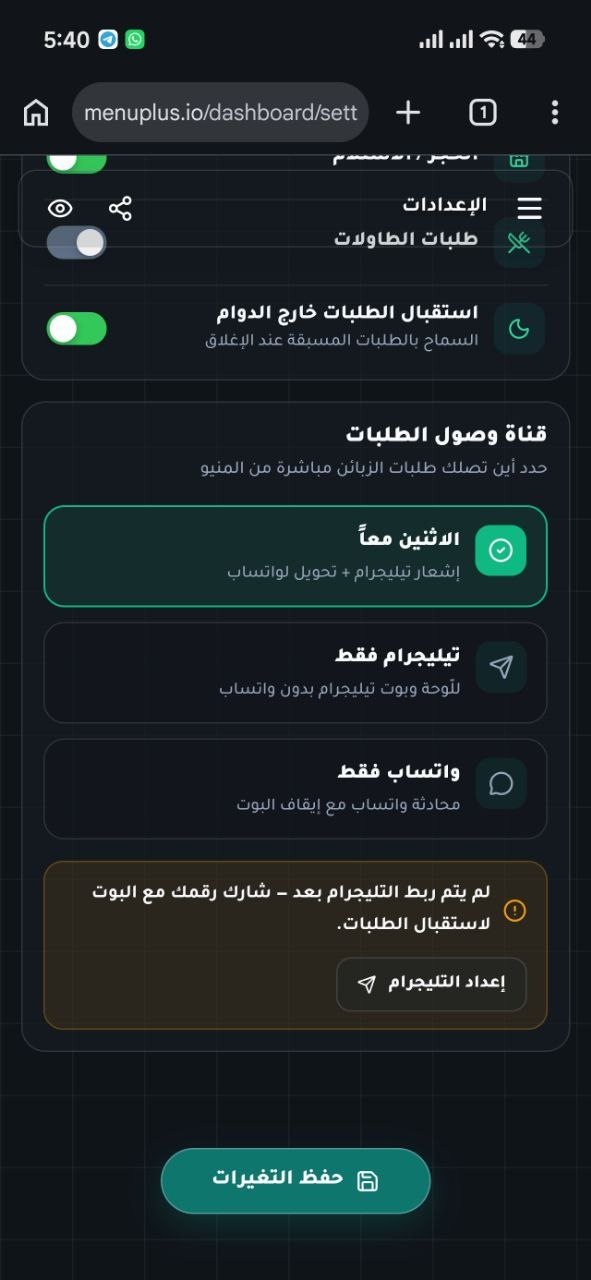 5:40
44
menuplus.io/dashboard/sett
1
الحجز / الاستلام
الإعدادات
طلبات الطاولات
استقبال الطلبات خارج الدوام
السماح بالطلبات المسبقة عند الإغلاق
قناة وصول الطلبات
حدد أين تصلك طلبات الزبائن مباشرة من المنيو
الاثنين معاً
إشعار تيليجرام + تحويل لواتساب
تيليجرام فقط
للّوحة وبوت تيليجرام بدون واتساب
واتساب فقط
محادثة واتساب مع إيقاف البوت
لم يتم ربط التليجرام بعد – شارك رقمك مع البوت
لاستقبال الطلبات.
إعداد التليجرام
حفظ التغيرات